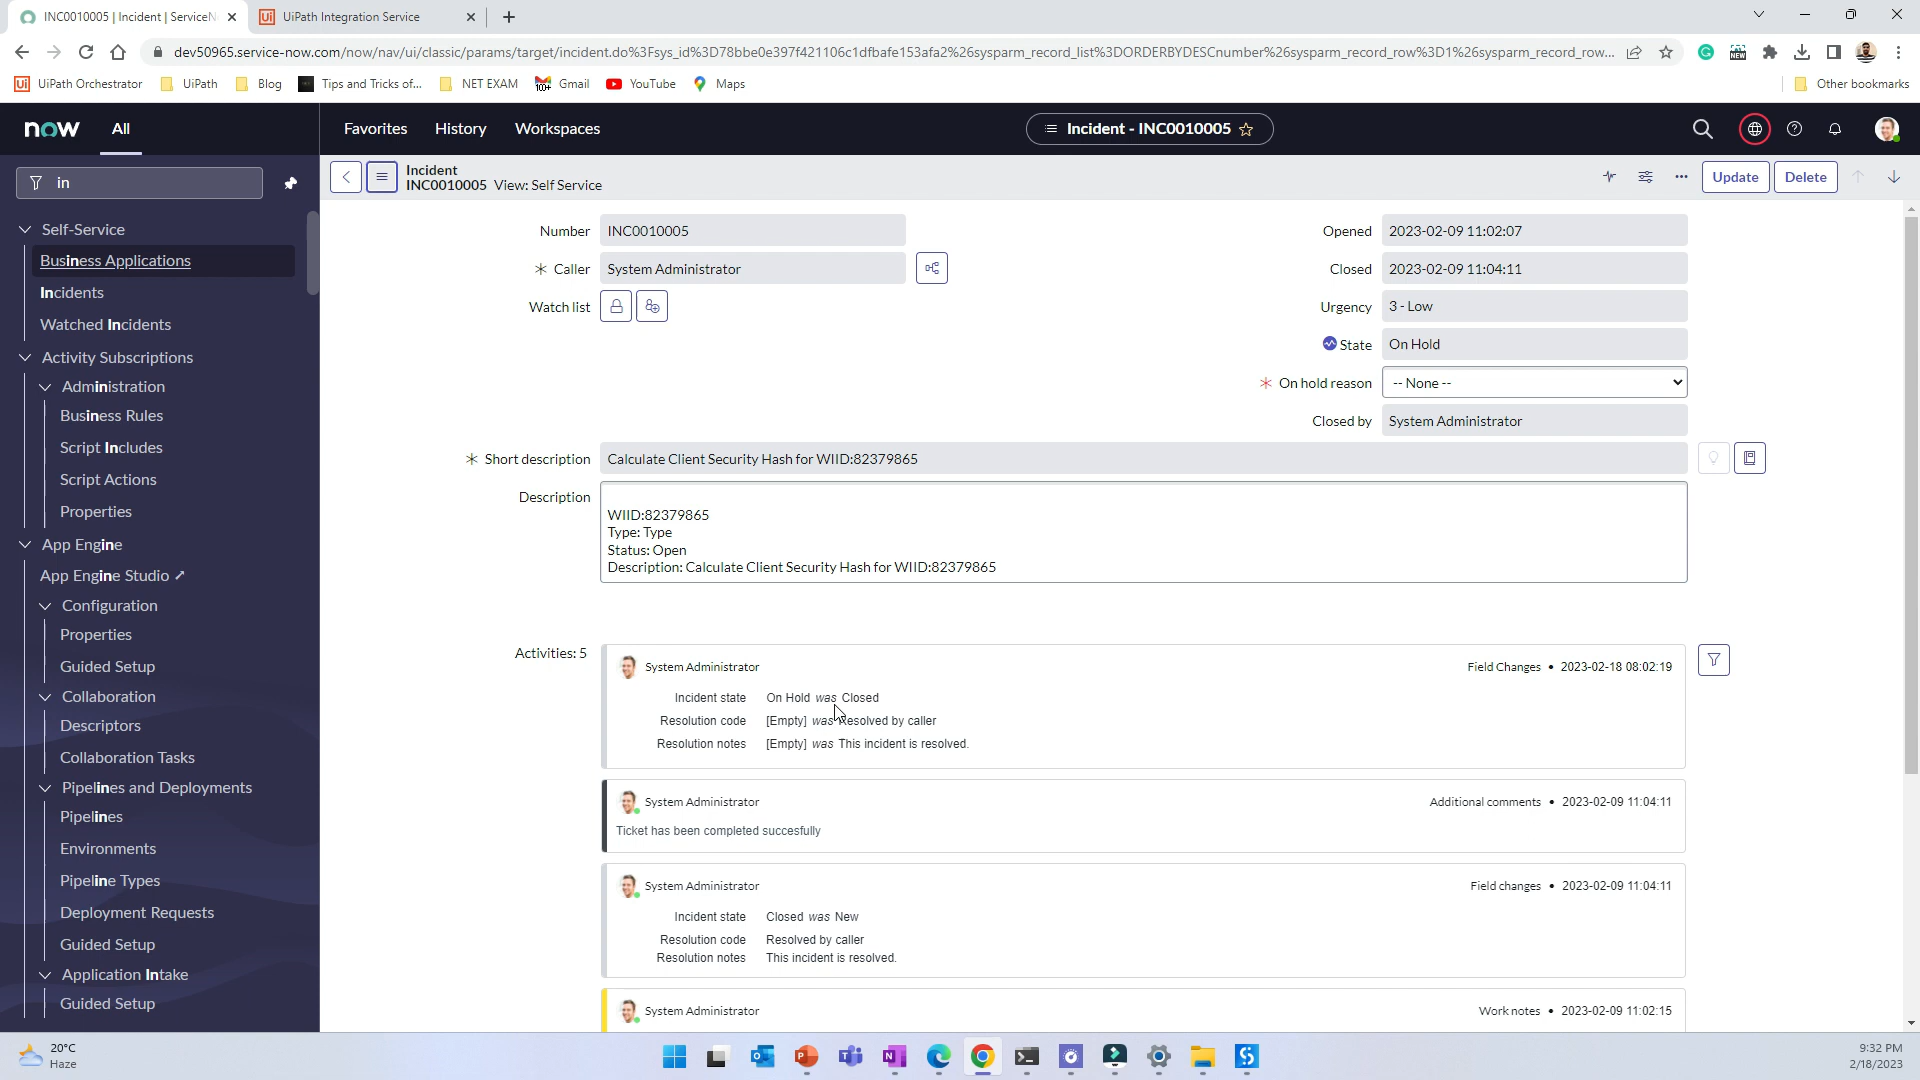 INC0010005 | Incident | ServiceN
UiPath Integration Service
dev50965.service-now.com/now/nav/ui/classic/params/target/incident.do%3Fsys_id%3D78bbe0e397f421106c1dfbafe153afa2%26sysparm_record_list%3DORDERBYDESCnumber%26sysparm_record_row%3D1%26sysparm_record_row...
UiPath Orchestrator
UiPath
Blog
Tips and Tricks of...
NET EXAM
Gmail
YouTube
Maps
Other bookmarks
now
All
Favorites
History
Workspaces
Incident - INC0010005
in
Incident
INC0010005 View: Self Service
Update
Delete
Self-Service
Business Applications
Incidents
Watched Incidents
Activity Subscriptions
Administration
Business Rules
Script Includes
Script Actions
Properties
App Engine
App Engine Studio
Configuration
Properties
Guided Setup
Collaboration
Descriptors
Collaboration Tasks
Pipelines and Deployments
Pipelines
Environments
Pipeline Types
Deployment Requests
Guided Setup
Application Intake
Guided Setup
Number INC0010005
Caller System Administrator
Watch list
Opened 2023-02-09 11:02:07
Closed 2023-02-09 11:04:11
Urgency 3 - Low
State On Hold
On hold reason -- None --
Closed by System Administrator
Short description Calculate Client Security Hash for WIID:82379865
Description
WIID:82379865
Type: Type
Status: Open
Description: Calculate Client Security Hash for WIID:82379865
Activities: 5
System Administrator Field Changes • 2023-02-18 08:02:19
Incident state On Hold was Closed
Resolution code [Empty] was Resolved by caller
Resolution notes [Empty] was This incident is resolved.
System Administrator Additional comments • 2023-02-09 11:04:11
Ticket has been completed succesfully
System Administrator Field changes • 2023-02-09 11:04:11
Incident state Closed was New
Resolution code Resolved by caller
Resolution notes This incident is resolved.
System Administrator Work notes • 2023-02-09 11:02:15
20°C
Haze
9:32 PM
2/18/2023